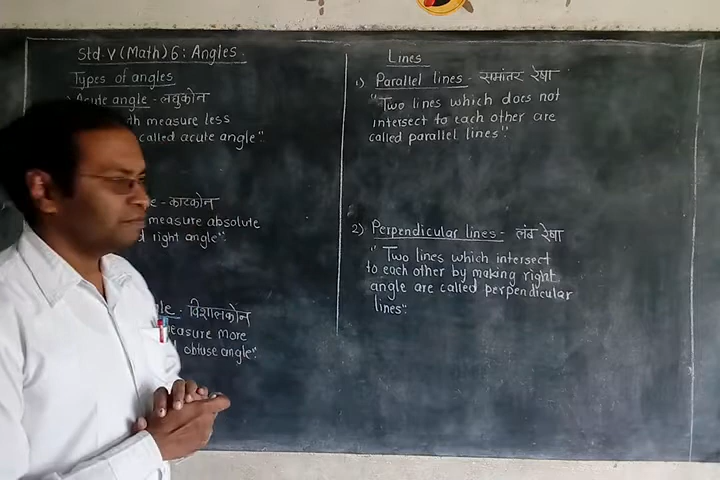 Std. V (Math) 6: Angles.
Types of angles
Acute angle - लघुकोन
measure less
called acute angle".
- काटकोन
measure absolute
right angle".
- विशालकोन
measure more
obtuse angle".
Lines
1) Parallel lines - समांतर रेषा
"Two lines which does not
intersect to each other are
called parallel lines".
2) Perpendicular lines - लंब रेषा
"Two lines which intersect
to each other by making right
angle are called perpendicular
lines".